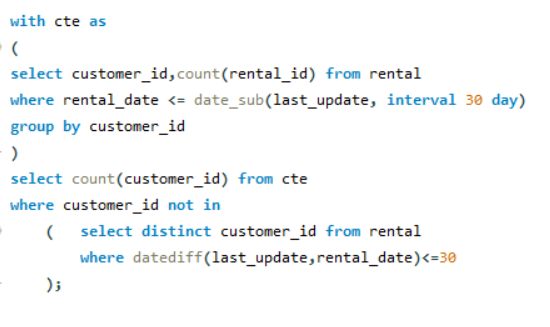 with cte as
(
select customer_id,count(rental_id) from rental
where rental_date <= date_sub(last_update, interval 30 day)
group by customer_id
)
select count(customer_id) from cte
where customer_id not in
(   select distinct customer_id from rental
where datediff(last_update,rental_date)<=30
);